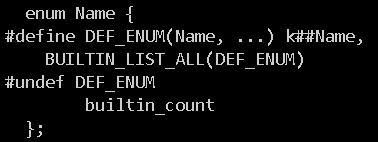 enum Name {
#define DEF_ENUM(Name, ...) k##Name,
BUILTIN_LIST_ALL(DEF_ENUM)
#undef DEF_ENUM
builtin_count
};